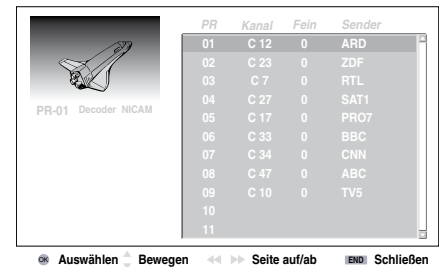 PR Kanal Fein Sender
01 C 12 0 ARD
02 C 23 0 ZDF
03 C 7 0 RTL
04 C 27 0 SAT1
05 C 17 0 PRO7
06 C 33 0 BBC
07 C 34 0 CNN
08 C 47 0 ABC
09 C 10 0 TV5
10
11
PR-01 Decoder NICAM
OK Auswählen Bewegen Seite auf/ab END Schließen